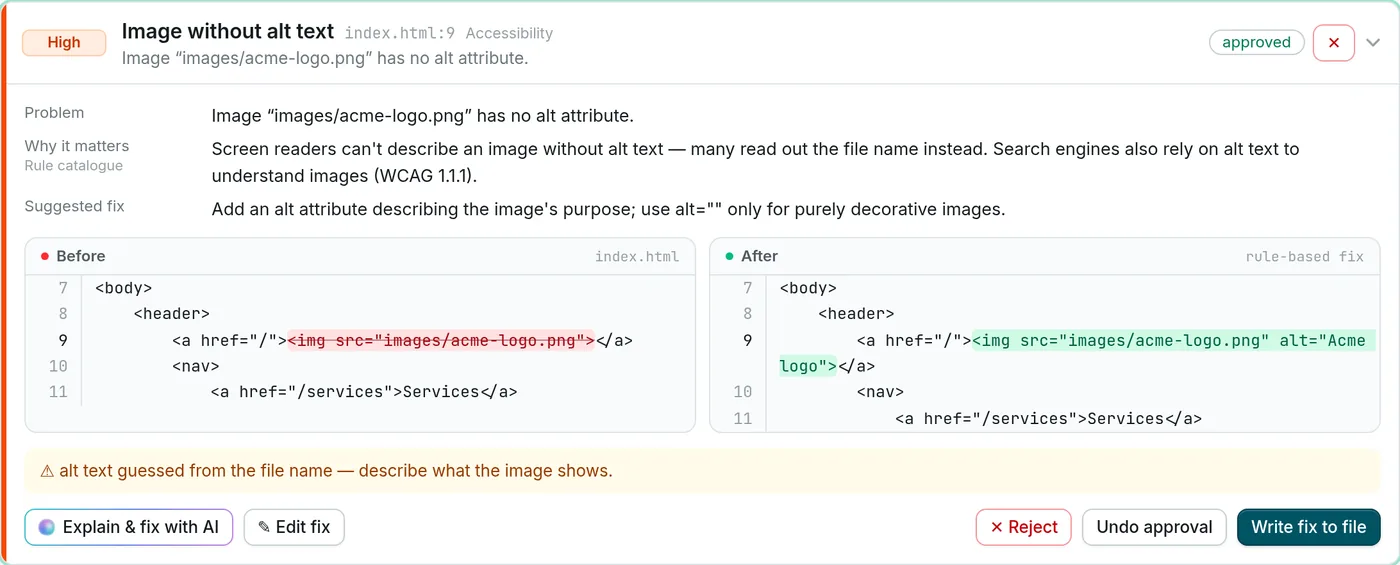 High
Image without alt text index.html:9 Accessibility
Image “images/acme-logo.png” has no alt attribute.
approved
✕
Problem
Image “images/acme-logo.png” has no alt attribute.
Why it matters
Rule catalogue
Screen readers can't describe an image without alt text — many read out the file name instead. Search engines also rely on alt text to
understand images (WCAG 1.1.1).
Suggested fix
Add an alt attribute describing the image's purpose; use alt="" only for purely decorative images.
Before index.html
7 <body>
8     <header>
9         <a href="/"><img src="images/acme-logo.png"></a>
10         <nav>
11             <a href="/services">Services</a>
After rule-based fix
7 <body>
8     <header>
9         <a href="/"><img src="images/acme-logo.png" alt="Acme
logo"></a>
10         <nav>
11             <a href="/services">Services</a>
⚠ alt text guessed from the file name — describe what the image shows.
Explain & fix with AI
✎ Edit fix
✕ Reject
Undo approval
Write fix to file